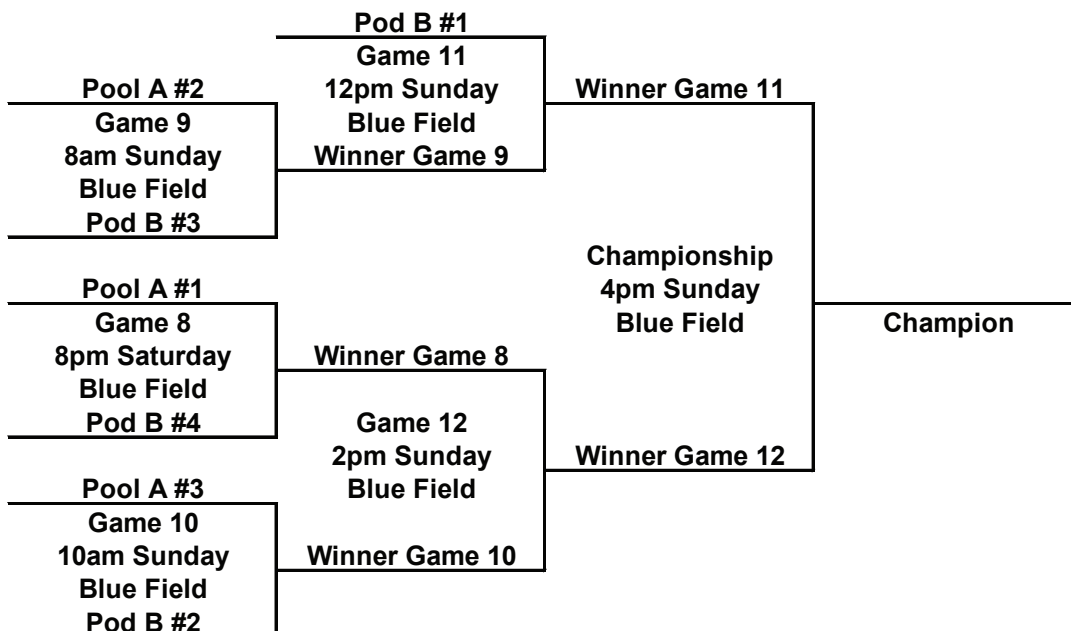 Pod B #1
Game 11
12pm Sunday
Blue Field
Winner Game 9
Pool A #2
Game 9
8am Sunday
Blue Field
Pod B #3
Winner Game 11
Championship
4pm Sunday
Blue Field
Champion
Pool A #1
Game 8
8pm Saturday
Blue Field
Pod B #4
Winner Game 8
Game 12
2pm Sunday
Blue Field
Winner Game 10
Winner Game 12
Pool A #3
Game 10
10am Sunday
Blue Field
Pod B #2